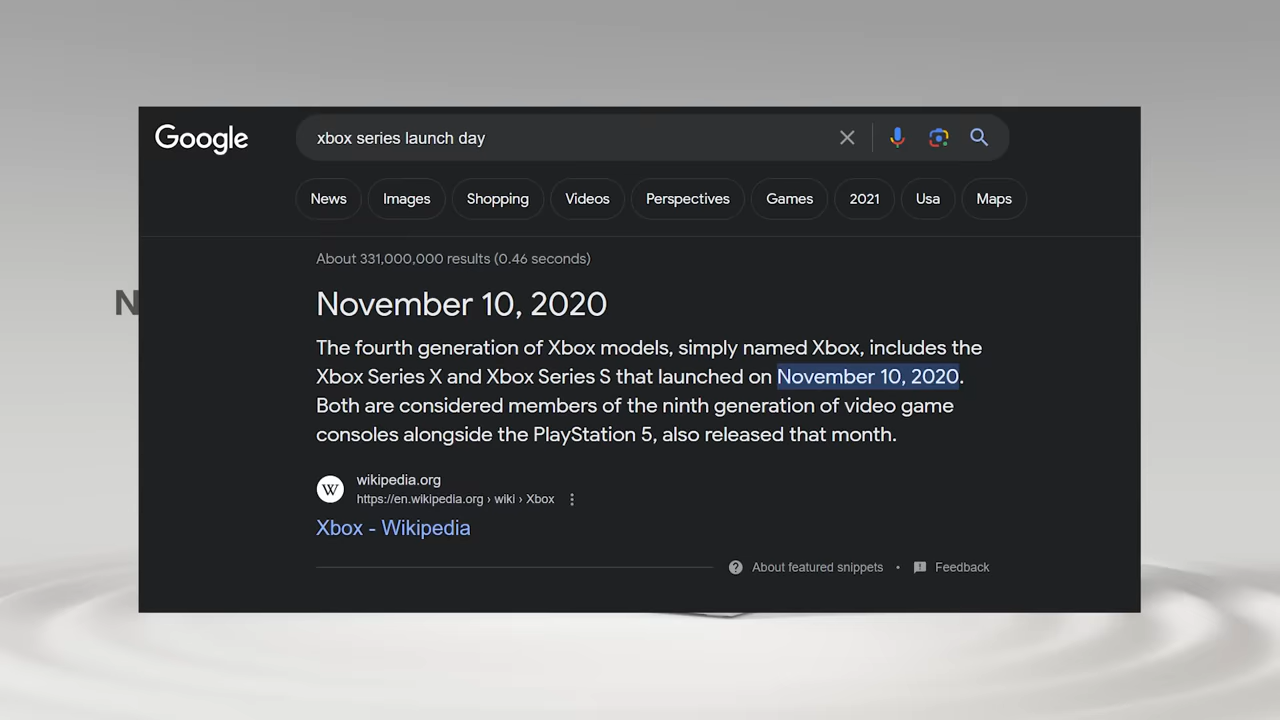 Google
xbox series launch day
News
Images
Shopping
Videos
Perspectives
Games
2021
Usa
Maps
About 331,000,000 results (0.46 seconds)
November 10, 2020
N
The fourth generation of Xbox models, simply named Xbox, includes the
Xbox Series X and Xbox Series S that launched on November 10, 2020.
Both are considered members of the ninth generation of video game
consoles alongside the PlayStation 5, also released that month.
W
wikipedia.org
https://en.wikipedia.org › wiki › Xbox
Xbox - Wikipedia
About featured snippets • Feedback